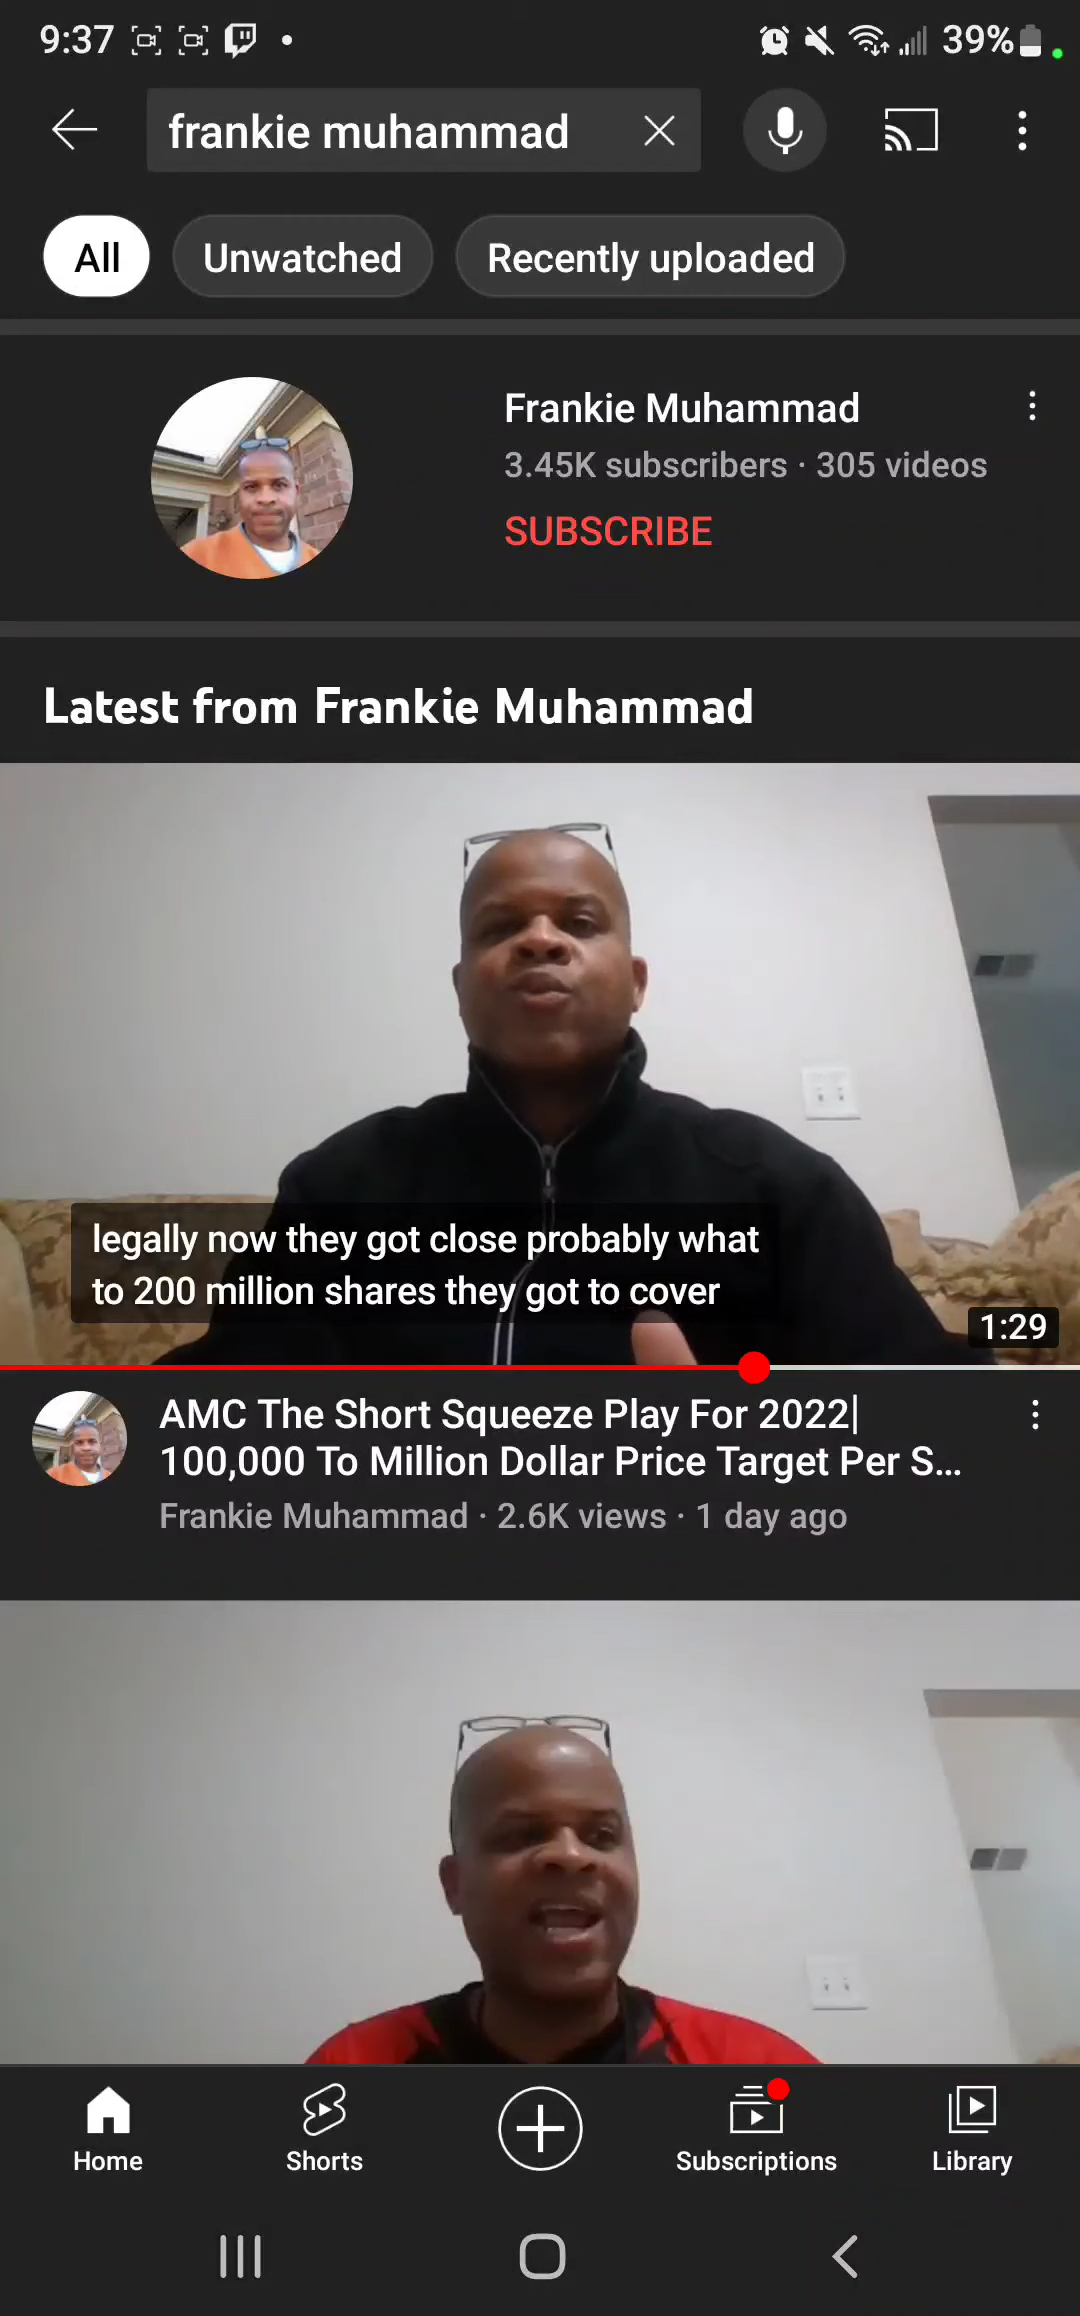 9:37
39%
frankie muhammad
All
Unwatched
Recently uploaded
Frankie Muhammad
3.45K subscribers · 305 videos
SUBSCRIBE
Latest from Frankie Muhammad
legally now they got close probably what
to 200 million shares they got to cover
1:29
AMC The Short Squeeze Play For 2022|
100,000 To Million Dollar Price Target Per S...
Frankie Muhammad · 2.6K views · 1 day ago
Home
Shorts
Subscriptions
Library